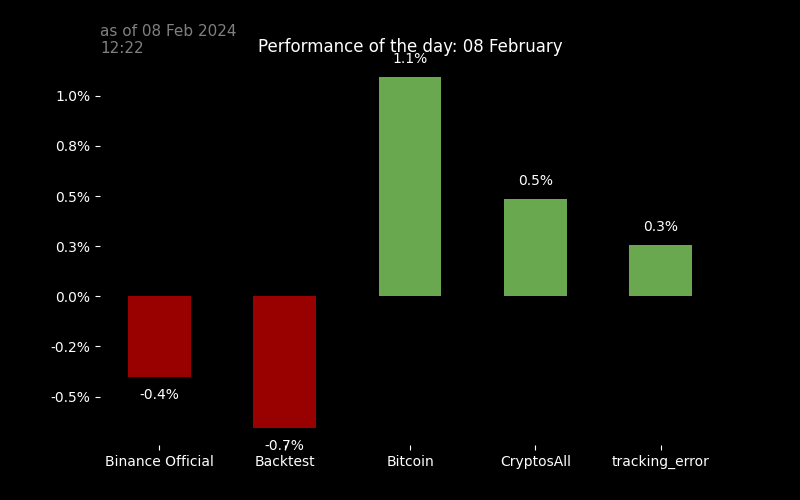 as of 08 Feb 2024
12:22
Performance of the day: 08 February
1.1%
1.0%
0.8%
0.5%
0.5%
0.3%
0.3%
0.0%
-0.2%
-0.5%
-0.4%
-0.7%
Binance Official
Backtest
Bitcoin
CryptosAll
tracking_error